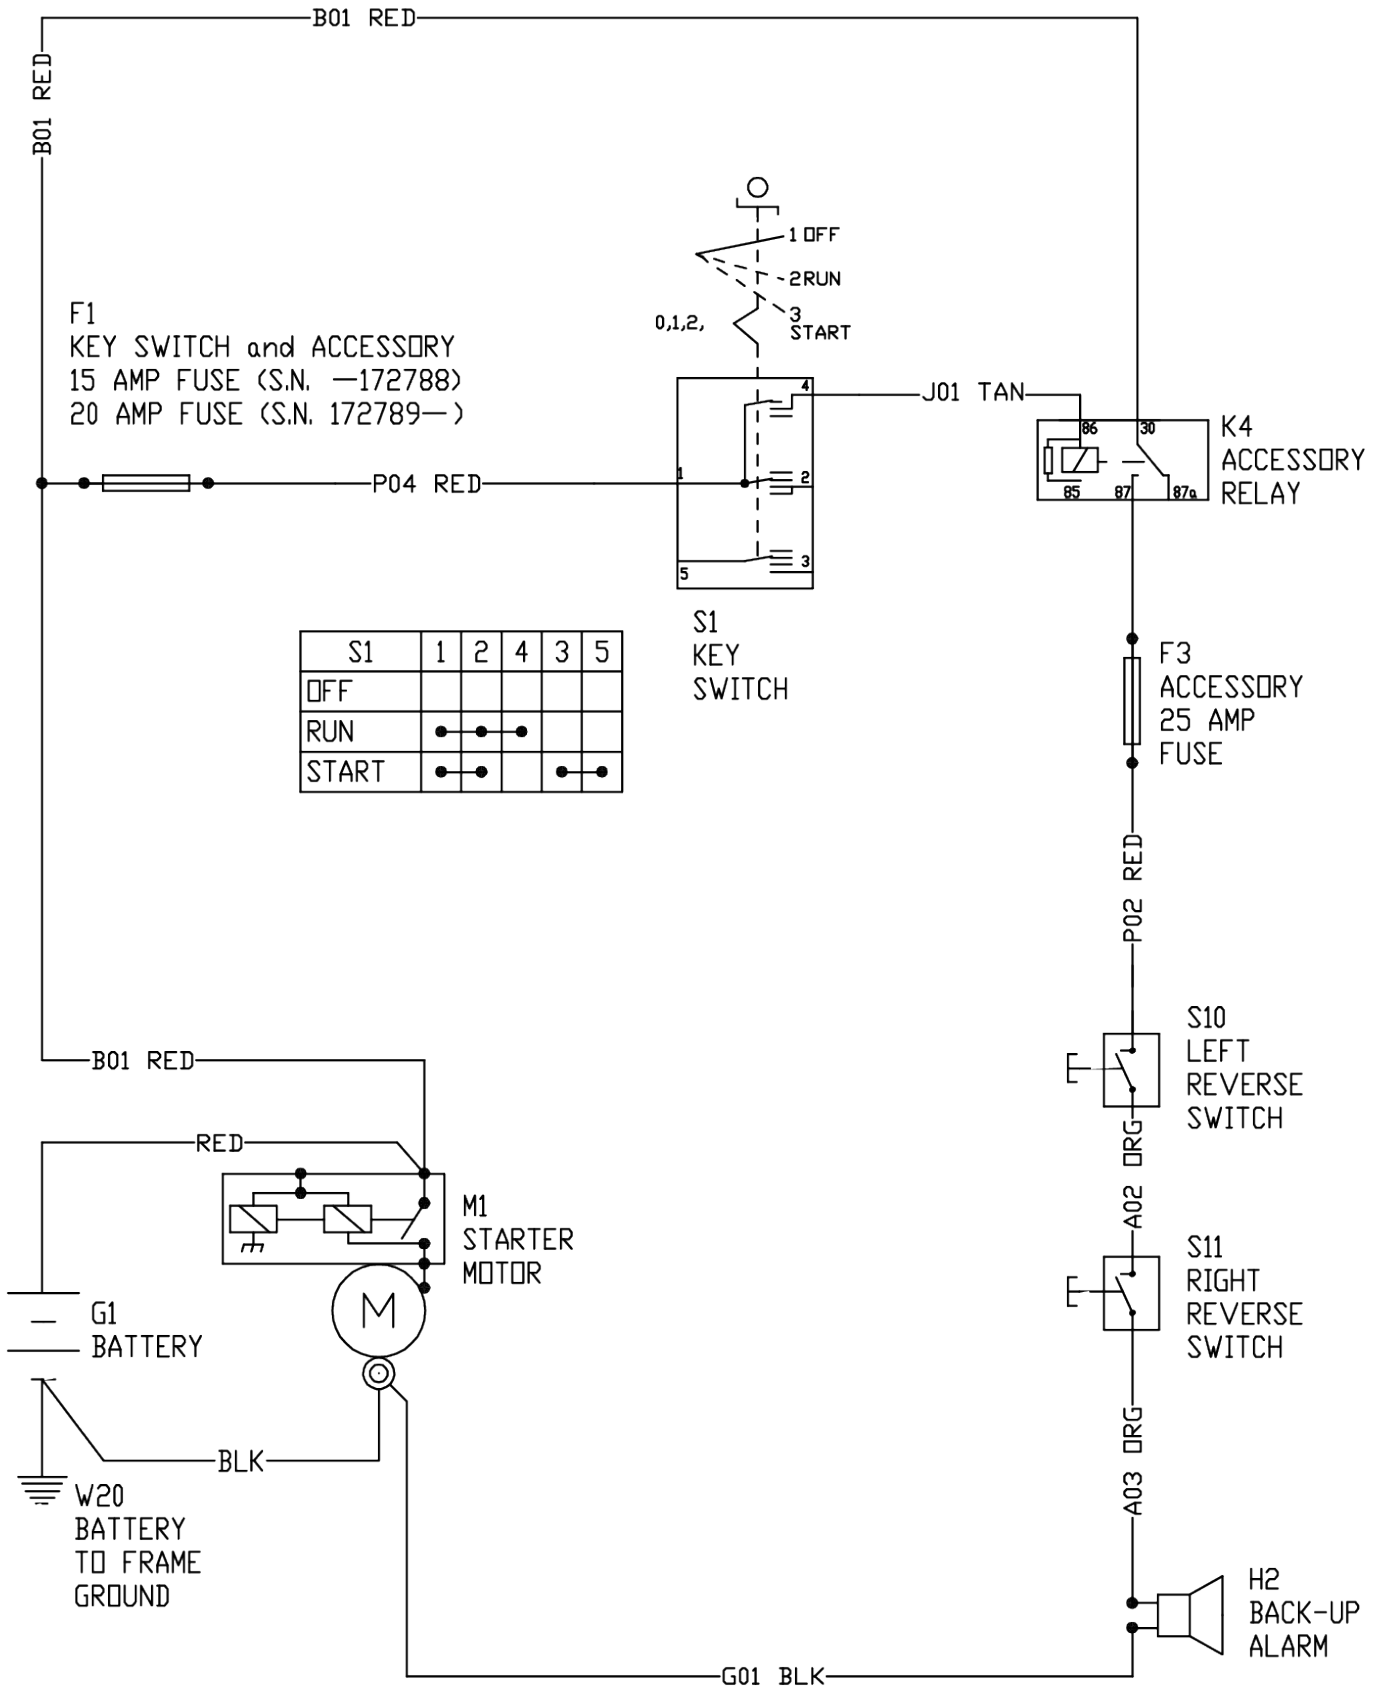 B01 RED
B01 RED
1 OFF
2 RUN
3
START
0,1,2,
F1
KEY SWITCH and ACCESSORY
15 AMP FUSE (S.N. —172788)
20 AMP FUSE (S.N. 172789—)
P04 RED
4
1
2
3
5
S1
KEY
SWITCH
J01 TAN
86
30
85
87
87a
K4
ACCESSORY
RELAY
S1 1 2 4 3 5
OFF
RUN
START
F3
ACCESSORY
25 AMP
FUSE
P02 RED
S10
LEFT
REVERSE
SWITCH
A02 ORG
S11
RIGHT
REVERSE
SWITCH
A03 ORG
B01 RED
RED
M1
STARTER
MOTOR
M
G1
BATTERY
BLK
W20
BATTERY
TO FRAME
GROUND
H2
BACK-UP
ALARM
G01 BLK